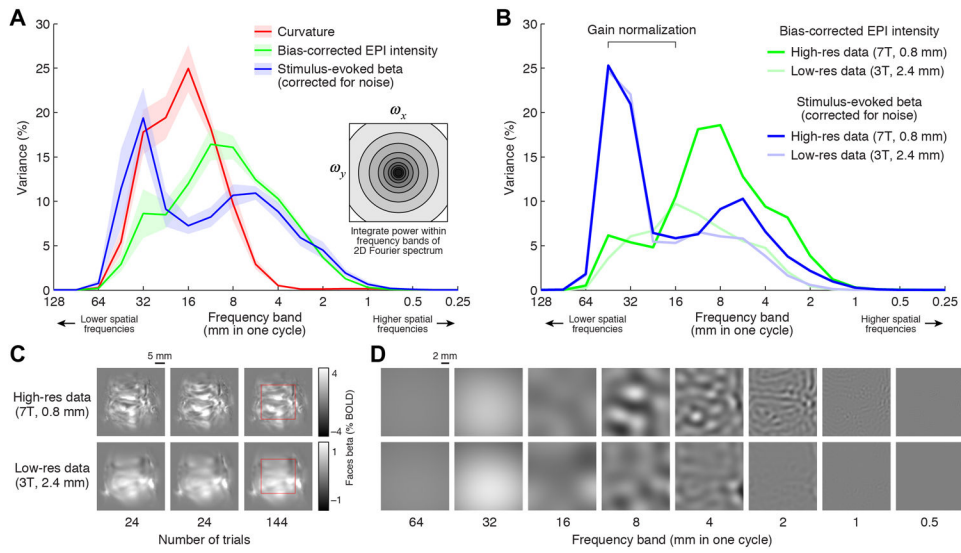 A
30
25
20
15
10
5
0
Variance (%)
Curvature
Bias-corrected EPI intensity
Stimulus-evoked beta
(corrected for noise)
ωx
ωy
Integrate power within
frequency bands of
2D Fourier spectrum
128 64 32 16 8 4 2 1 0.5 0.25
Lower spatial
frequencies
Frequency band
(mm in one cycle)
Higher spatial
frequencies
B
30
25
20
15
10
5
0
Variance (%)
Gain normalization
Bias-corrected EPI intensity
High-res data (7T, 0.8 mm)
Low-res data (3T, 2.4 mm)
Stimulus-evoked beta
(corrected for noise)
High-res data (7T, 0.8 mm)
Low-res data (3T, 2.4 mm)
128 64 32 16 8 4 2 1 0.5 0.25
Lower spatial
frequencies
Frequency band
(mm in one cycle)
Higher spatial
frequencies
C
5 mm
High-res data
(7T, 0.8 mm)
Low-res data
(3T, 2.4 mm)
4
−4
1
−1
Faces beta (% BOLD)
24 24 144
Number of trials
D
2 mm
64 32 16 8 4 2 1 0.5
Frequency band (mm in one cycle)